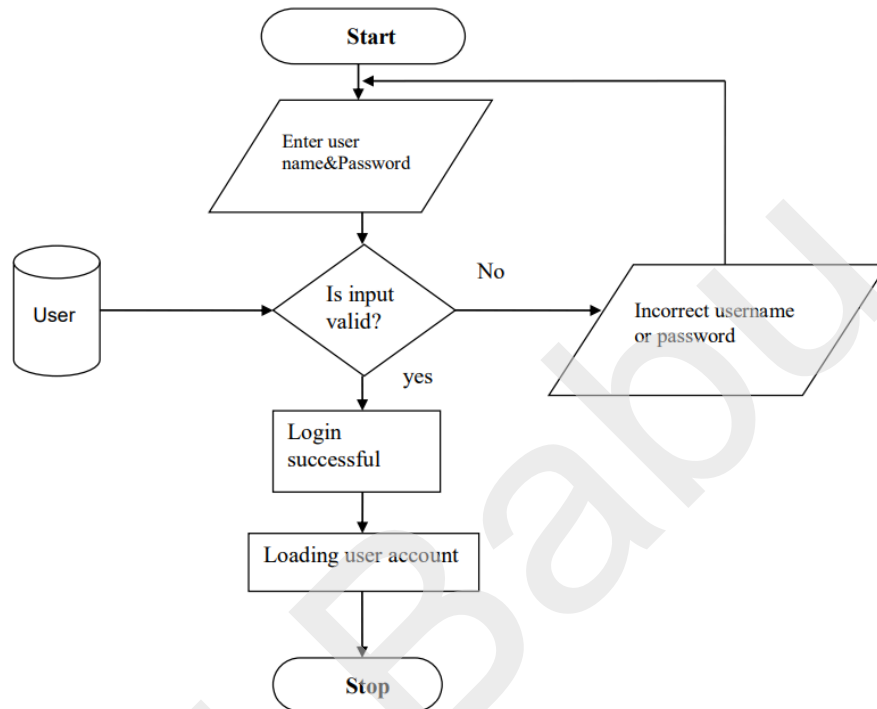 Start
Enter user
name&Password
Is input
valid?
No
User
Incorrect username
or password
yes
Login
successful
Loading user account
Stop
Babu